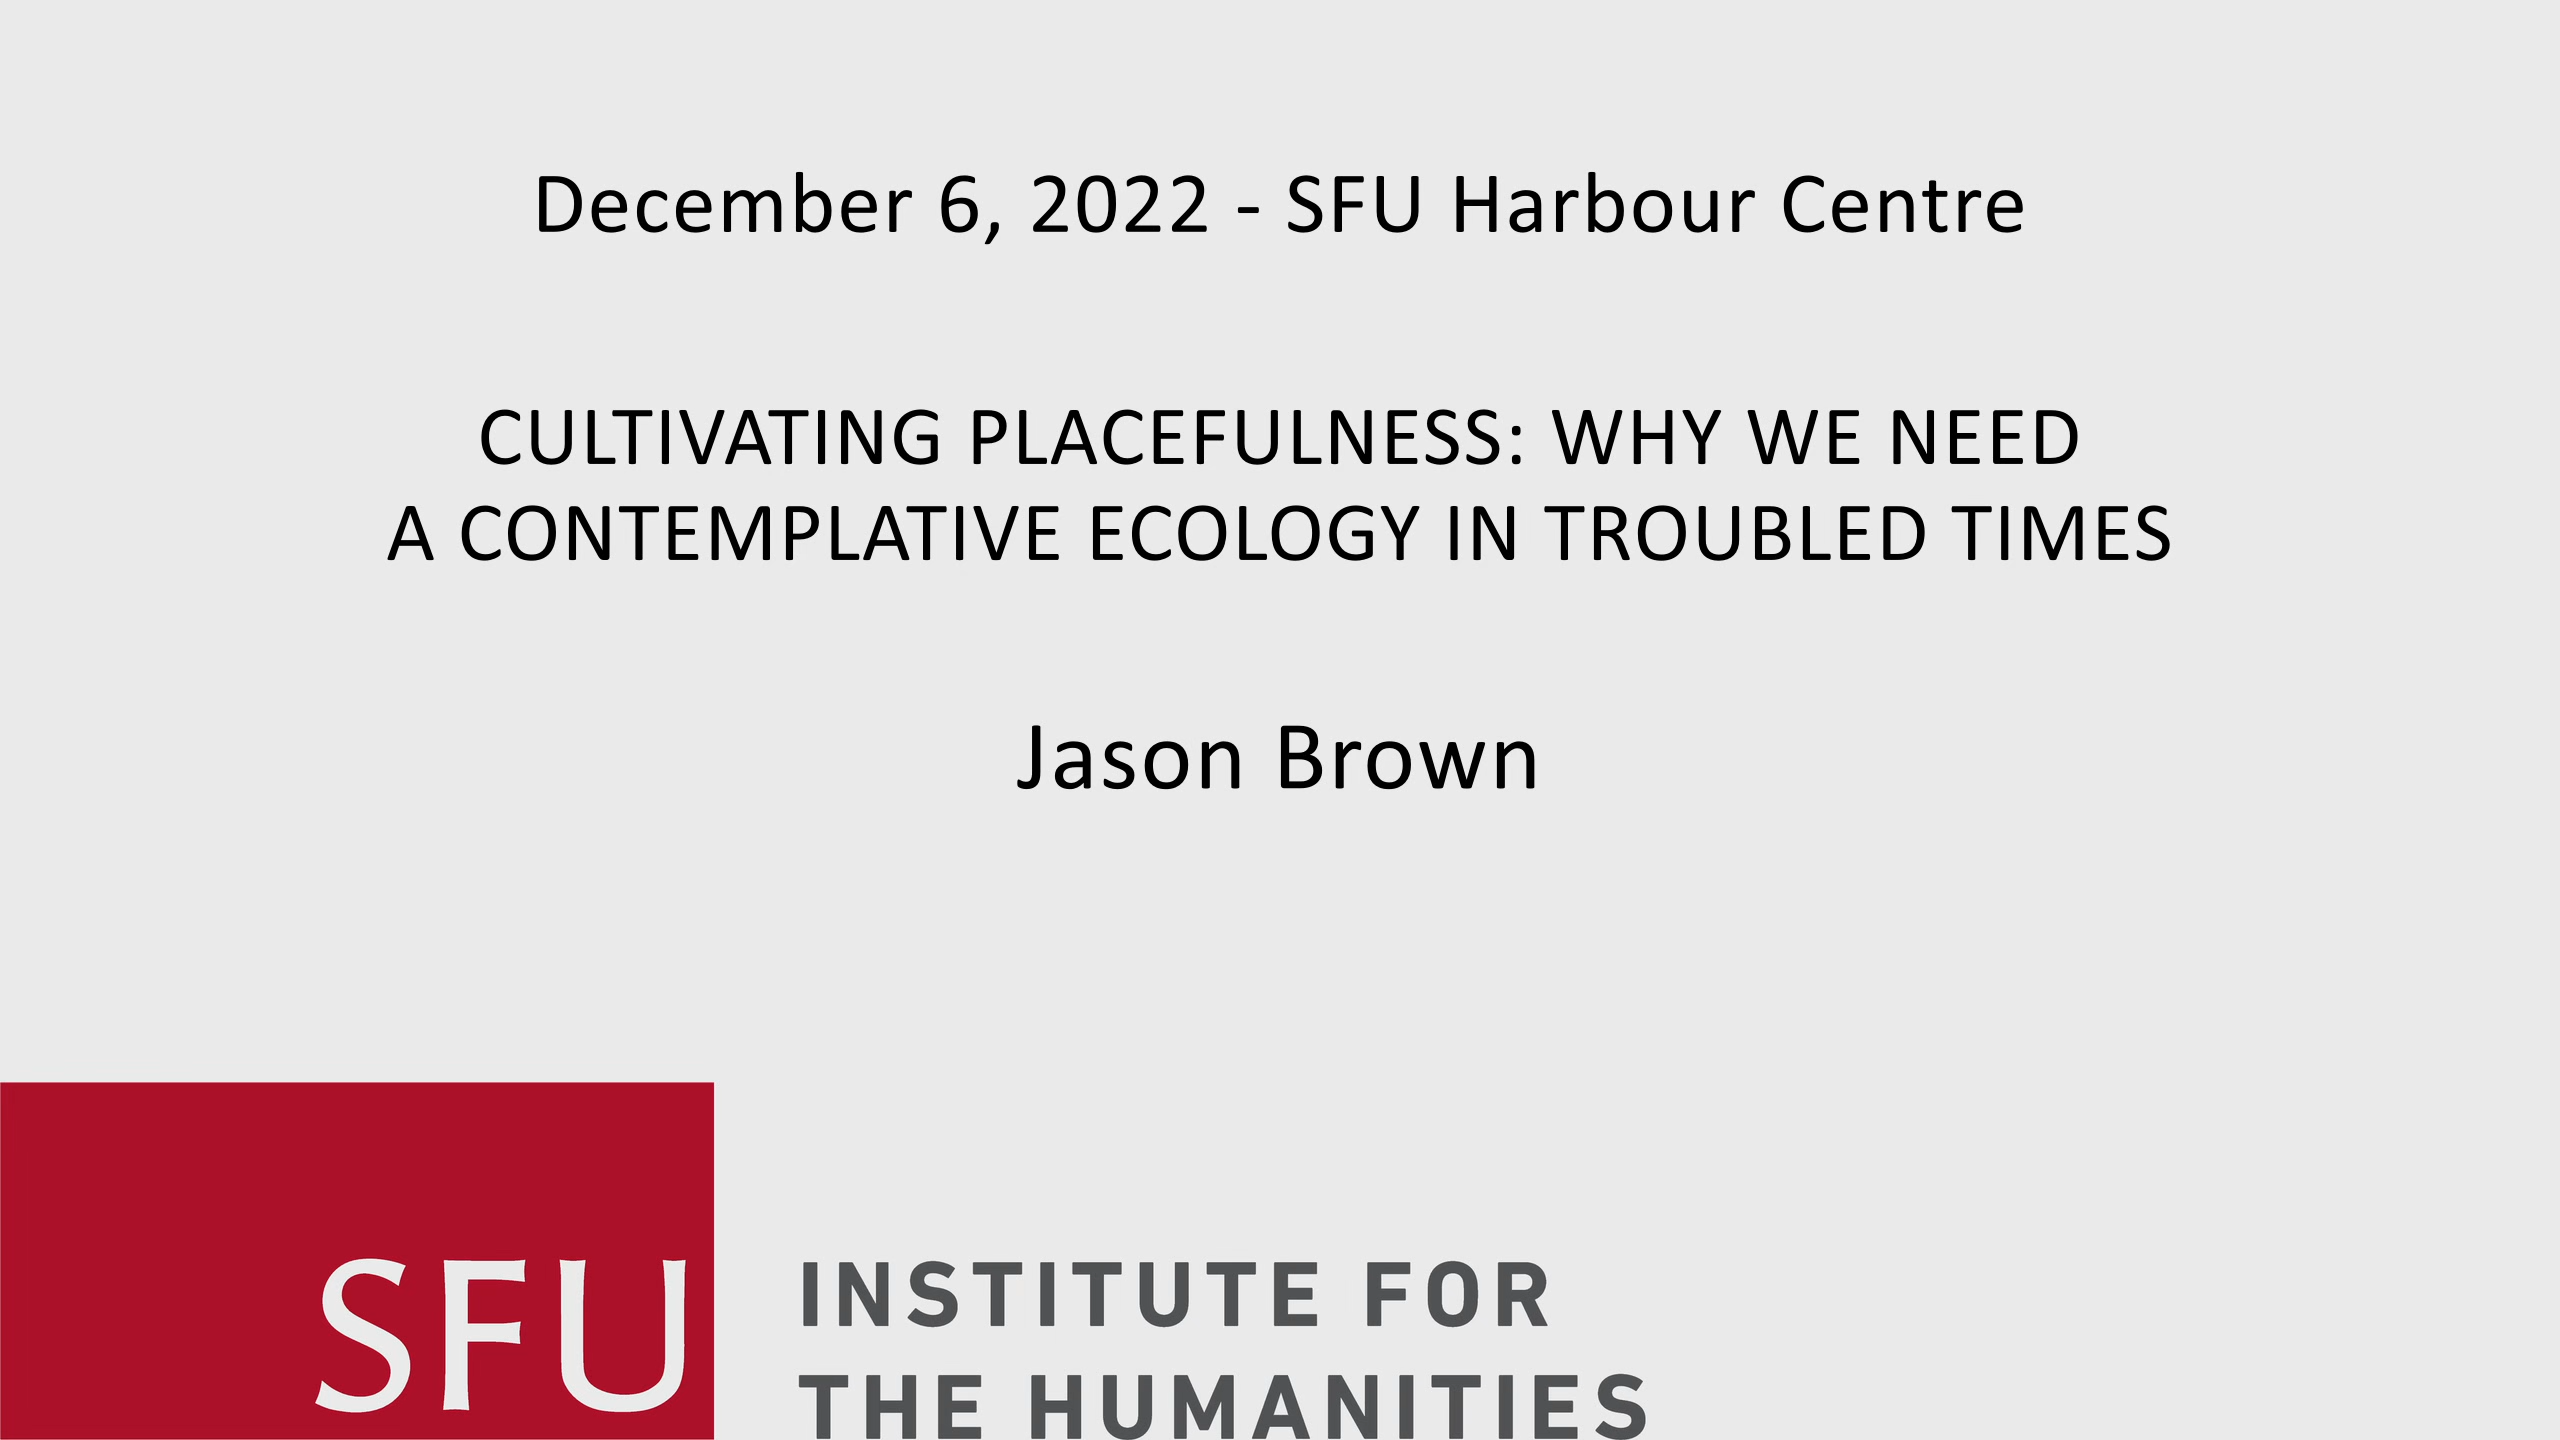 December 6, 2022 - SFU Harbour Centre
CULTIVATING PLACEFULNESS: WHY WE NEED
A CONTEMPLATIVE ECOLOGY IN TROUBLED TIMES
Jason Brown
SFU
INSTITUTE FOR
THE HUMANITIES